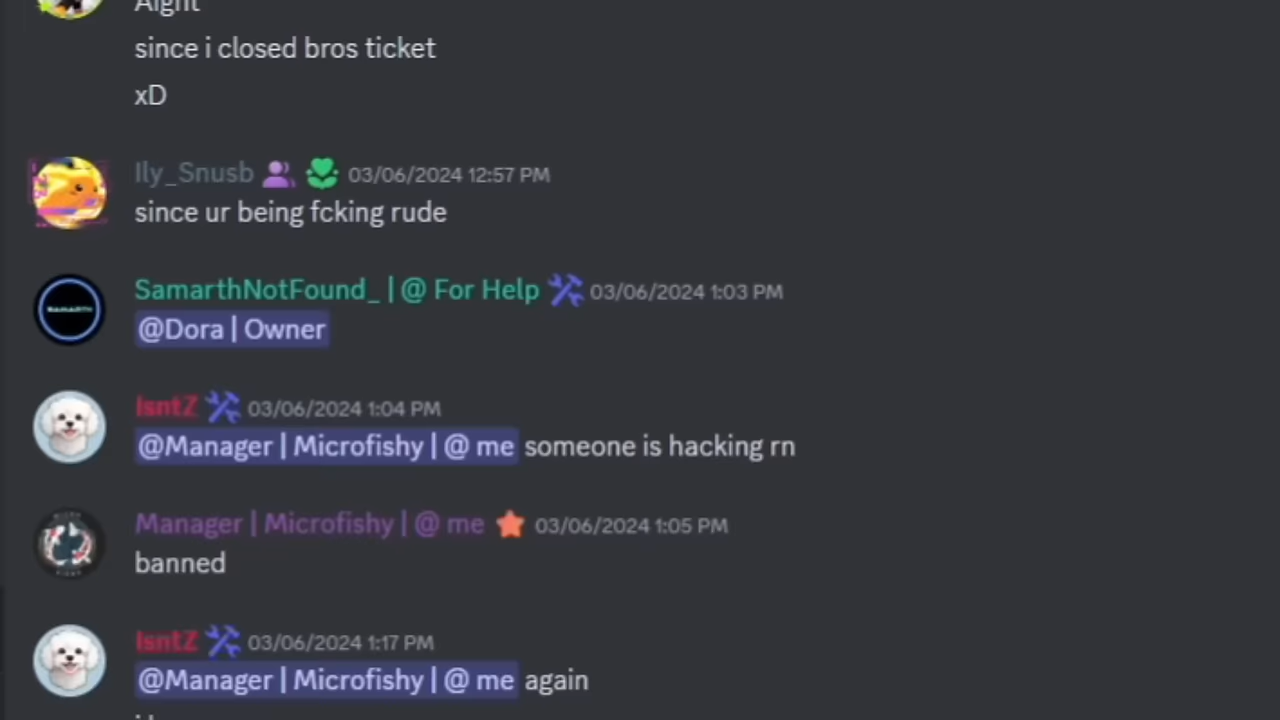 Aight
since i closed bros ticket
xD
Ily_Snusb 03/06/2024 12:57 PM
since ur being fcking rude
SamarthNotFound_ | @ For Help 03/06/2024 1:03 PM
@Dora | Owner
IsntZ 03/06/2024 1:04 PM
@Manager | Microfishy | @ me someone is hacking rn
Manager | Microfishy | @ me 03/06/2024 1:05 PM
banned
IsntZ 03/06/2024 1:17 PM
@Manager | Microfishy | @ me again